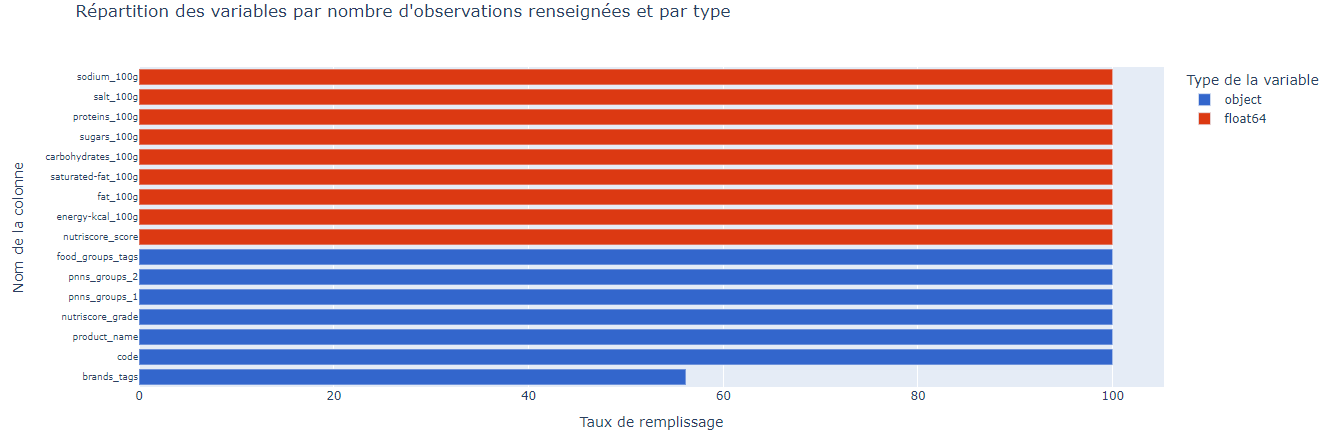 Répartition des variables par nombre d'observations renseignées et par type
Nom de la colonne
sodium_100g
salt_100g
proteins_100g
sugars_100g
carbohydrates_100g
saturated-fat_100g
fat_100g
energy-kcal_100g
nutriscore_score
food_groups_tags
pnns_groups_2
pnns_groups_1
nutriscore_grade
product_name
code
brands_tags
0 20 40 60 80 100
Taux de remplissage
Type de la variable
object
float64